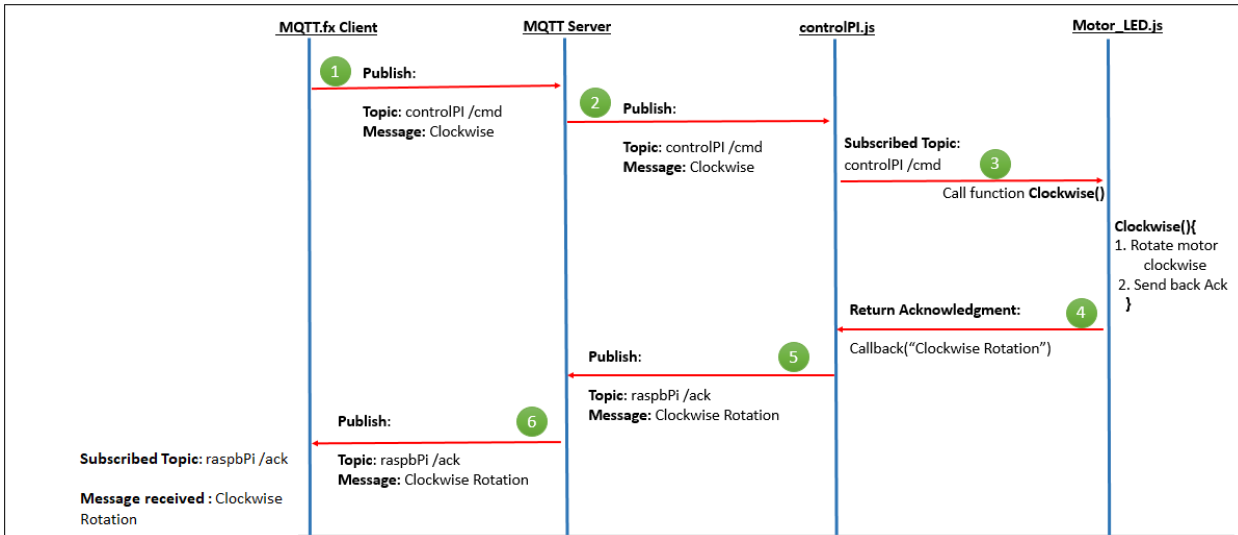 MQTT.fx Client
MQTT Server
controlPI.js
Motor_LED.js
1
Publish:
Topic: controlPI /cmd
Message: Clockwise
2
Publish:
Topic: controlPI /cmd
Message: Clockwise
Subscribed Topic:
controlPI /cmd
3
Call function Clockwise()
Clockwise(){
1. Rotate motor
clockwise
2. Send back Ack
}
Return Acknowledgment:
4
Callback(“Clockwise Rotation”)
Publish:
5
Topic: raspbPi /ack
Message: Clockwise Rotation
Publish:
6
Topic: raspbPi /ack
Message: Clockwise Rotation
Subscribed Topic: raspbPi /ack
Message received : Clockwise
Rotation